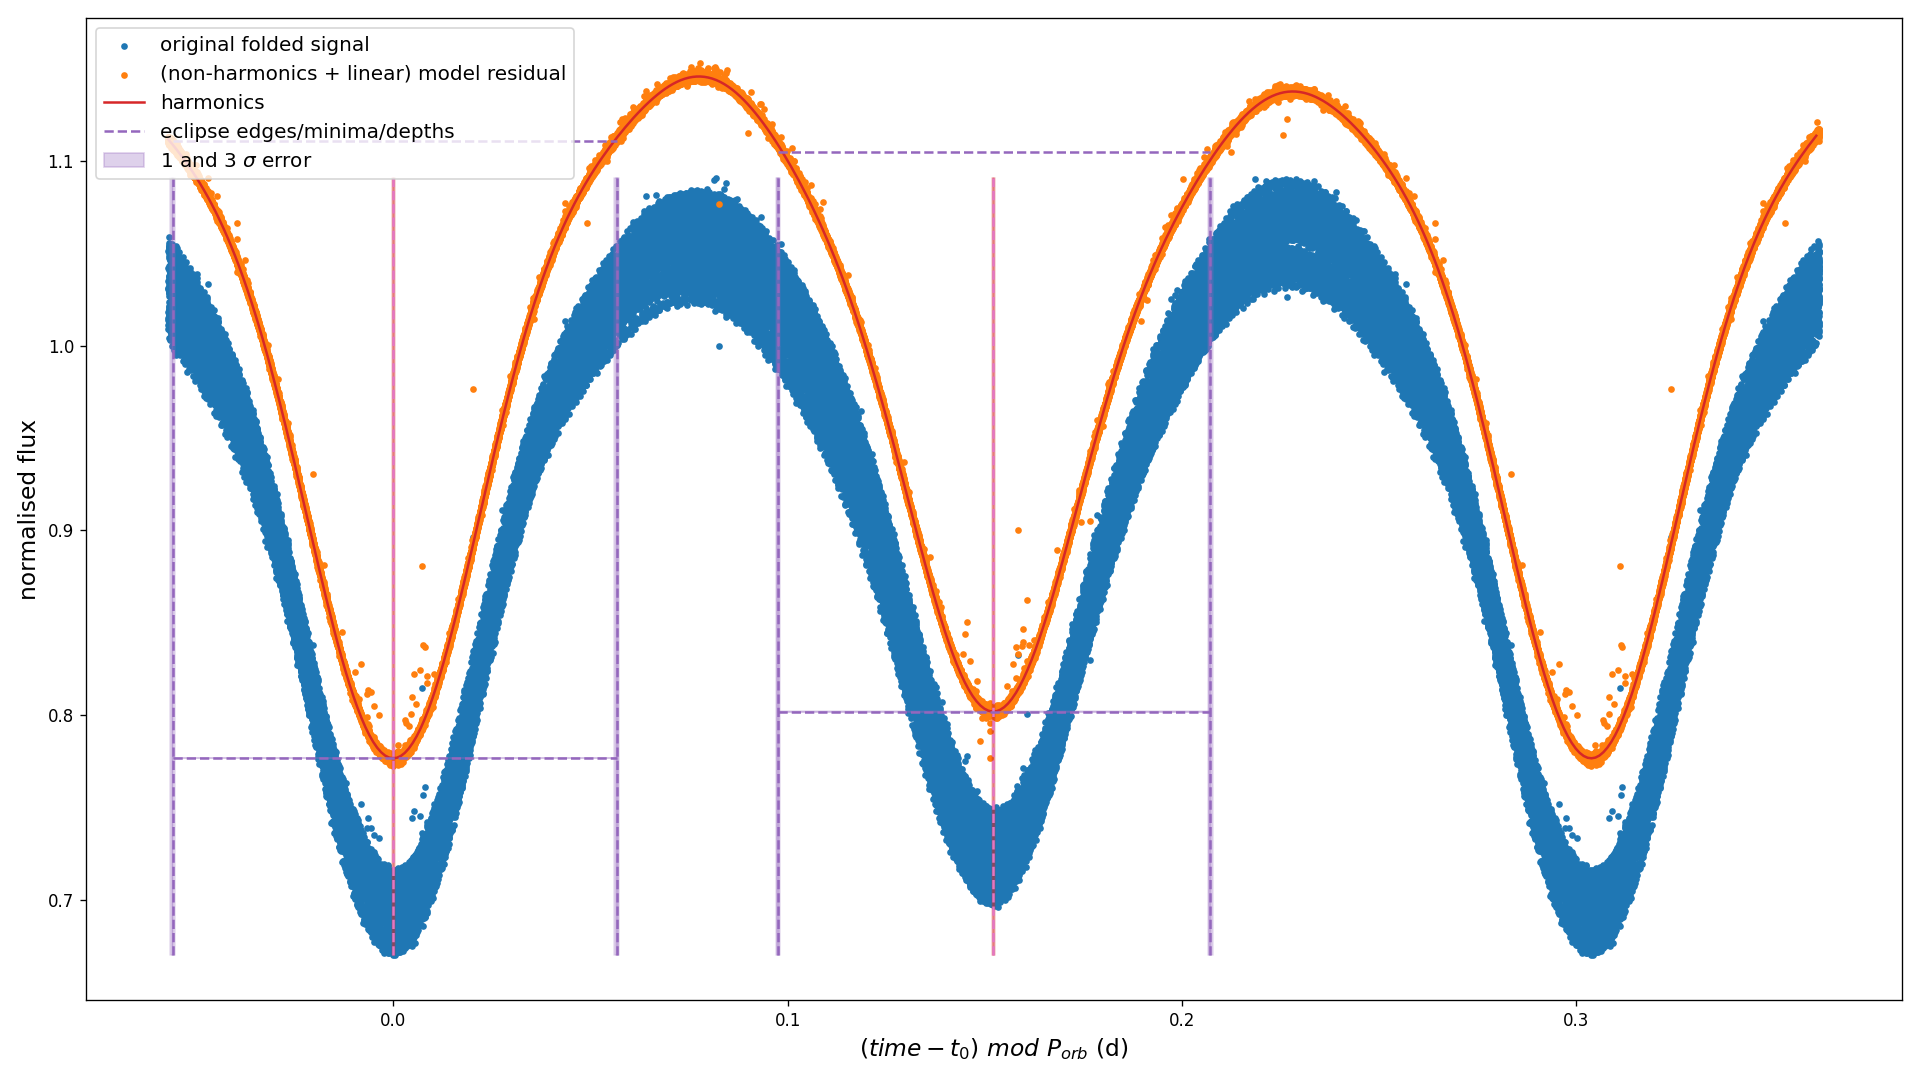 original folded signal
(non-harmonics + linear) model residual
harmonics
eclipse edges/minima/depths
1 and 3 σ error
normalised flux
1.1
1.0
0.9
0.8
0.7
0.0
0.1
0.2
0.3
(time − t₀) mod Pₒᵣb (d)